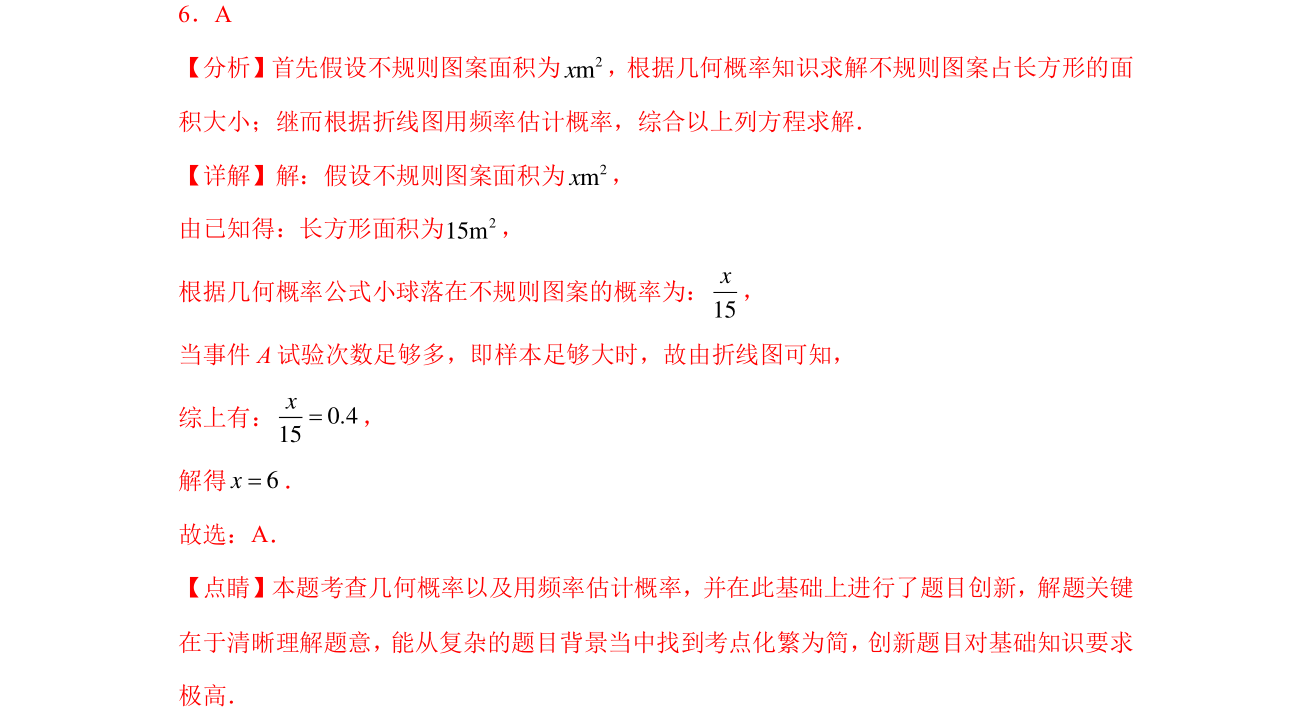 6．A
【分析】首先假设不规则图案面积为 xm²，根据几何概率知识求解不规则图案占长方形的面
积大小；继而根据折线图用频率估计概率，综合以上列方程求解．
【详解】解：假设不规则图案面积为 xm²，
由已知得：长方形面积为15m²，
根据几何概率公式小球落在不规则图案的概率为：x/15，
当事件 A 试验次数足够多，即样本足够大时，故由折线图可知，
综上有：x/15＝0.4，
解得 x＝6．
故选：A．
【点睛】本题考查几何概率以及用频率估计概率，并在此基础上进行了题目创新，解题关键
在于清晰理解题意，能从复杂的题目背景当中找到考点化繁为简，创新题目对基础知识要求
极高．